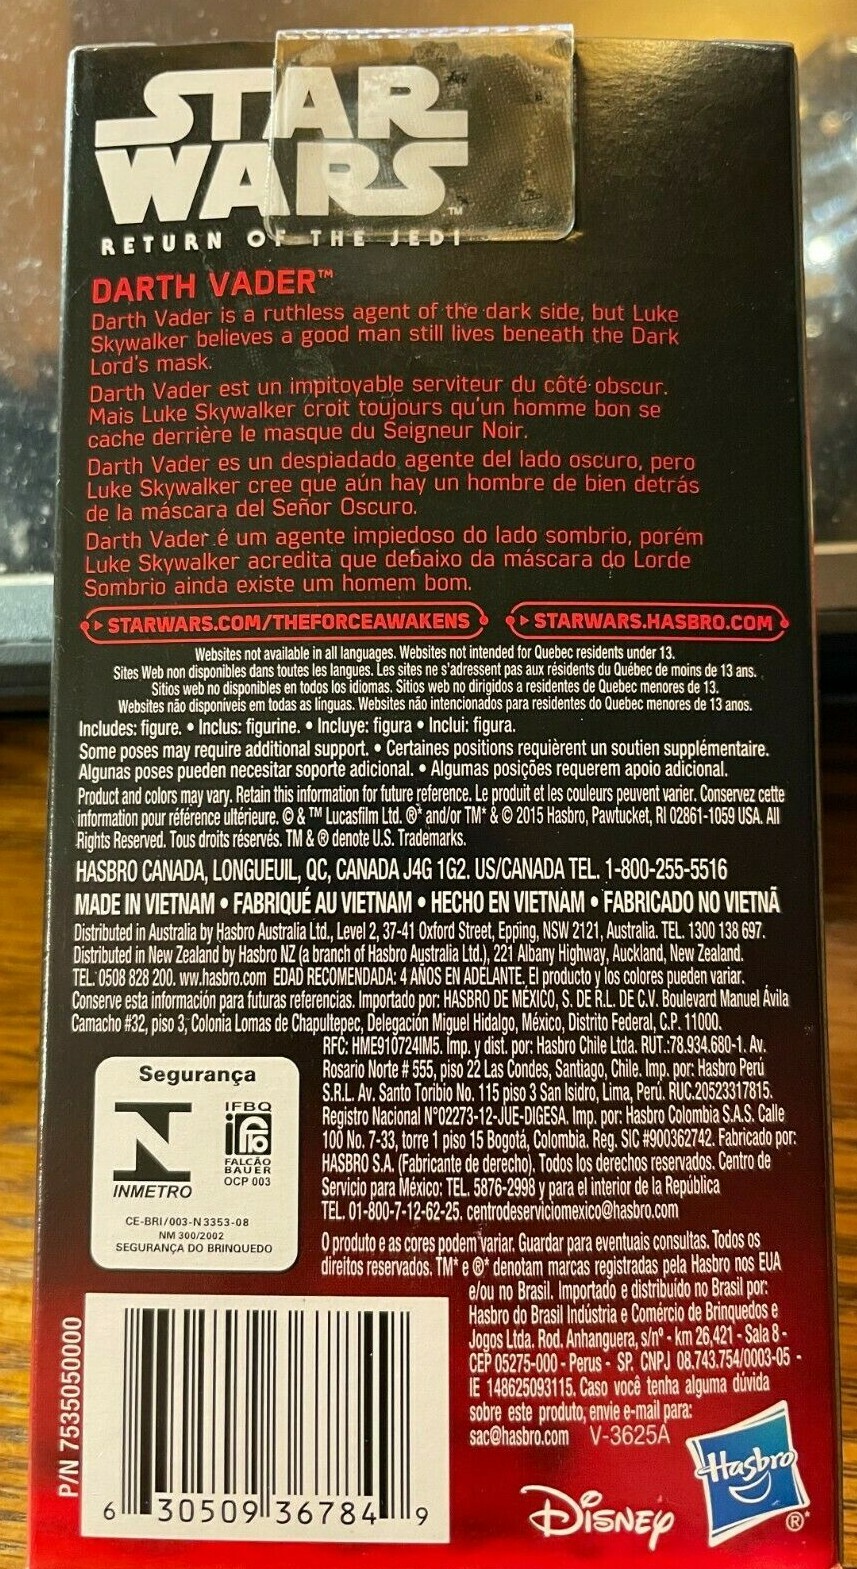 STAR
WARS™
RETURN OF THE JEDI
DARTH VADER™
Darth Vader is a ruthless agent of the dark side, but Luke
Skywalker believes a good man still lives beneath the Dark
Lord's mask.
Darth Vader est un impitoyable serviteur du côté obscur.
Mais Luke Skywalker croit toujours qu'un homme bon se
cache derrière le masque du Seigneur Noir.
Darth Vader es un despiadado agente del lado oscuro, pero
Luke Skywalker cree que aún hay un hombre de bien detrás
de la máscara del Señor Oscuro.
Darth Vader é um agente impiedoso do lado sombrio, porém
Luke Skywalker acredita que debaixo da máscara do Lorde
Sombrio ainda existe um homem bom.
STARWARS.COM/THEFORCEAWAKENS STARWARS.HASBRO.COM
Websites not available in all languages. Websites not intended for Quebec residents under 13.
Sites Web non disponibles dans toutes les langues. Les sites ne s'adressent pas aux résidents du Québec de moins de 13 ans.
Sitios web no disponibles en todos los idiomas. Sitios web no dirigidos a residentes de Quebec menores de 13.
Websites não disponíveis em todas as línguas. Websites não intencionados para residentes do Quebec menores de 13 anos.
Includes: figure. • Inclus: figurine. • Incluye: figura • Inclui: figura.
Some poses may require additional support. • Certaines positions requièrent un soutien supplémentaire.
Algunas poses pueden necesitar soporte adicional. • Algumas posições requerem apoio adicional.
Product and colors may vary. Retain this information for future reference. Le produit et les couleurs peuvent varier. Conservez cette
information pour référence ultérieure. © & ™ Lucasfilm Ltd. ®* and/or TM* & © 2015 Hasbro, Pawtucket, RI 02861-1059 USA. All
Rights Reserved. Tous droits réservés. TM & ® denote U.S. Trademarks.
HASBRO CANADA, LONGUEUIL, QC, CANADA J4G 1G2. US/CANADA TEL. 1-800-255-5516
MADE IN VIETNAM • FABRIQUÉ AU VIETNAM • HECHO EN VIETNAM • FABRICADO NO VIETNÃ
Distributed in Australia by Hasbro Australia Ltd., Level 2, 37-41 Oxford Street, Epping, NSW 2121, Australia. TEL. 1300 138 697.
Distributed in New Zealand by Hasbro NZ (a branch of Hasbro Australia Ltd.), 221 Albany Highway, Auckland, New Zealand.
TEL. 0508 828 200. ww.hasbro.com EDAD RECOMENDADA: 4 AÑOS EN ADELANTE. El producto y los colores pueden variar.
Conserve esta información para futuras referencias. Importado por: HASBRO DE MÉXICO, S. DE R.L. DE C.V. Boulevard Manuel Ávila
Camacho #32, piso 3, Colonia Lomas de Chapultepec, Delegación Miguel Hidalgo, México, Distrito Federal, C.P. 11000.
RFC: HME910724IM5. Imp. y dist. por: Hasbro Chile Ltda. RUT.:78.934.680-1. Av.
Rosario Norte # 555, piso 22 Las Condes, Santiago, Chile. Imp. por: Hasbro Perú
S.R.L. Av. Santo Toribio No. 115 piso 3 San Isidro, Lima, Perú. RUC.20523317815.
Registro Nacional N°02273-12-JUE-DIGESA. Imp. por: Hasbro Colombia S.A.S. Calle
100 No. 7-33, torre 1 piso 15 Bogotá, Colombia. Reg. SIC #900362742. Fabricado por:
HASBRO S.A. (Fabricante de derecho). Todos los derechos reservados. Centro de
Servicio para México: TEL. 5876-2998 y para el interior de la República
TEL. 01-800-7-12-62-25. centrodeserviciomexico@hasbro.com
Segurança
IFBQ
FALCÃO
BAUER
OCP 003
INMETRO
CE-BRI/003-N3353-08
NM 300/2002
SEGURANÇA DO BRINQUEDO
O produto e as cores podem variar. Guardar para eventuais consultas. Todos os
direitos reservados. TM* e ®* denotam marcas registradas pela Hasbro nos EUA
e/ou no Brasil. Importado e distribuído no Brasil por:
Hasbro do Brasil Indústria e Comércio de Brinquedos e
Jogos Ltda. Rod. Anhanguera, s/nº - km 26,421 - Sala 8 -
CEP 05275-000 - Perus - SP. CNPJ 08.743.754/0003-05 -
IE 148625093115. Caso você tenha alguma dúvida
sobre este produto, envie e-mail para:
sac@hasbro.com V-3625A
P/N 7535050000
6 30509 36784 9
Disney
Hasbro
®*